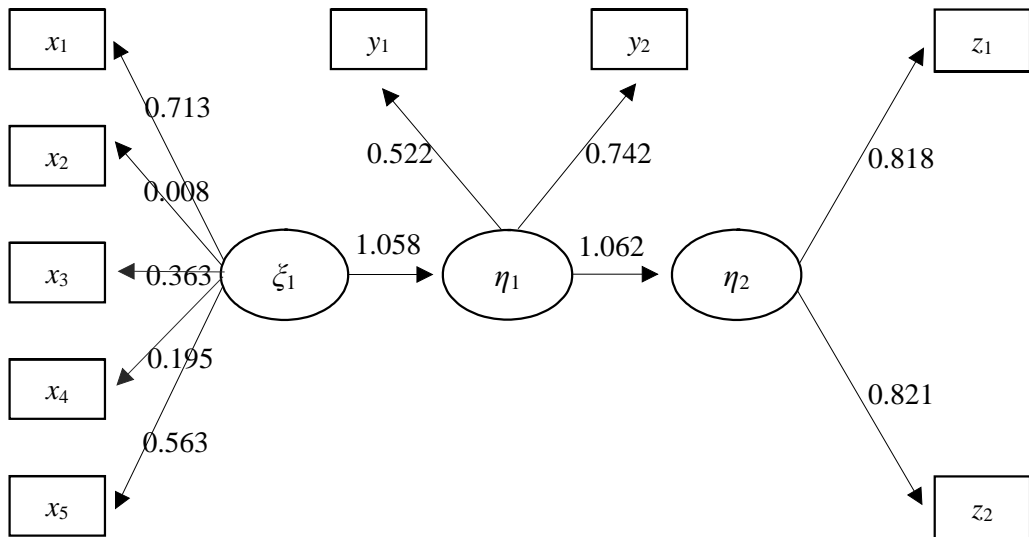 x₁
y₁
y₂
z₁
0.713
0.522
0.742
0.818
x₂
0.008
1.058
1.062
x₃
0.363
ξ₁
η₁
η₂
0.195
x₄
0.821
0.563
x₅
z₂